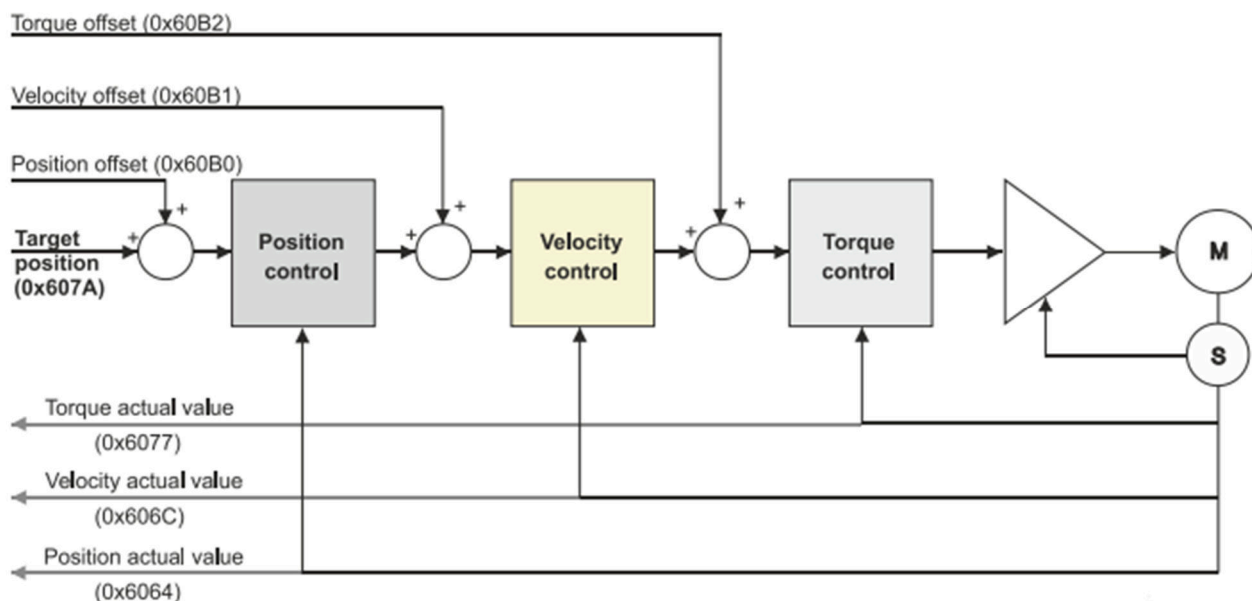 Torque offset (0x60B2)
Velocity offset (0x60B1)
Position offset (0x60B0)
+
+
+
+
+
+
Target
position
(0x607A)
Position
control
Velocity
control
Torque
control
M
S
Torque actual value
(0x6077)
Velocity actual value
(0x606C)
Position actual value
(0x6064)